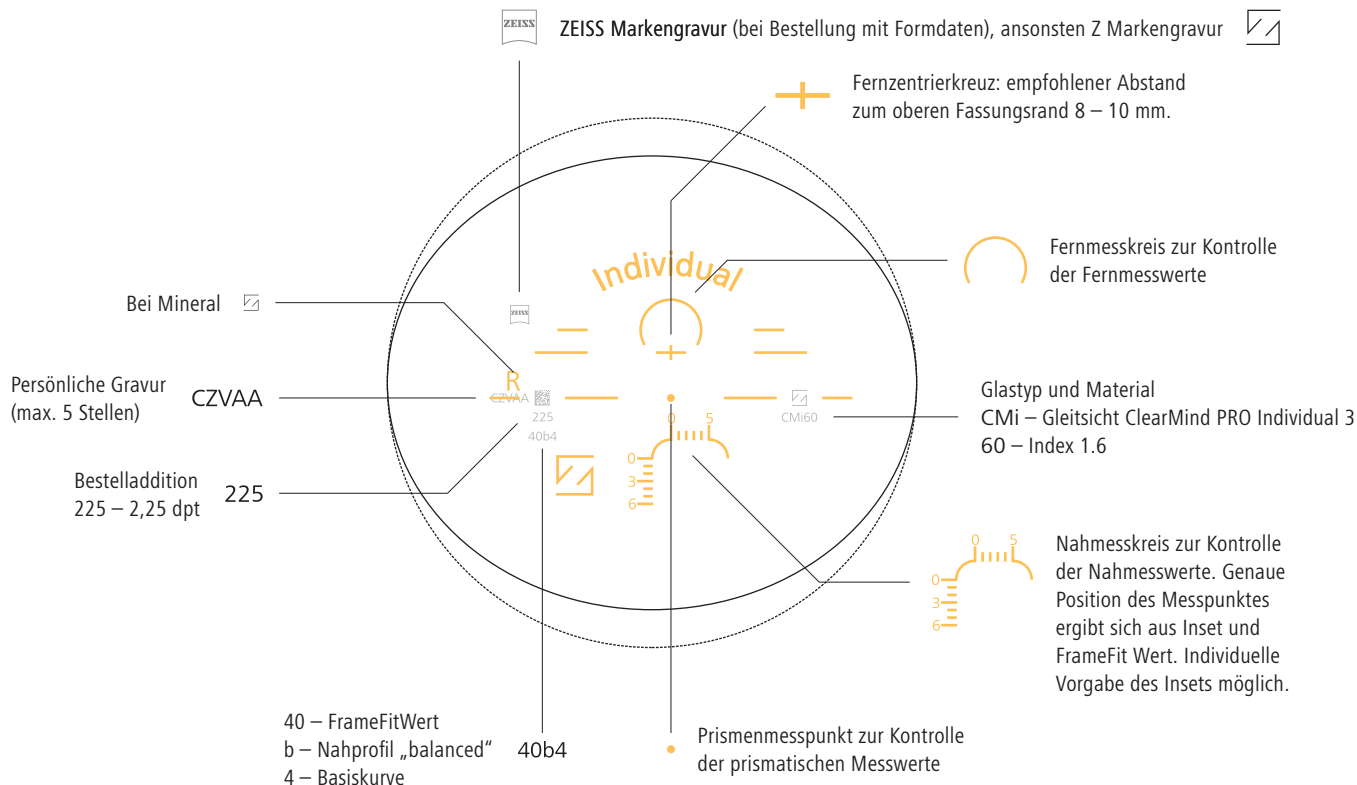 ZEISS
ZEISS Markengravur (bei Bestellung mit Formdaten), ansonsten Z Markengravur
Fernzentrierkreuz: empfohlener Abstand
zum oberen Fassungsrand 8 – 10 mm.
Individual
Fernmesskreis zur Kontrolle
der Fernmesswerte
Bei Mineral
ZEISS
R
Persönliche Gravur
(max. 5 Stellen)
CZVAA
CZVAA
225
40b4
CMi60
Glastyp und Material
CMi – Gleitsicht ClearMind PRO Individual 3
60 – Index 1.6
0 5
0
3
6
Bestelladdition
225 – 2,25 dpt
225
0 5
0
3
6
Nahmesskreis zur Kontrolle
der Nahmesswerte. Genaue
Position des Messpunktes
ergibt sich aus Inset und
FrameFit Wert. Individuelle
Vorgabe des Insets möglich.
40 – FrameFitWert
b – Nahprofil „balanced“
4 – Basiskurve
40b4
Prismenmesspunkt zur Kontrolle
der prismatischen Messwerte